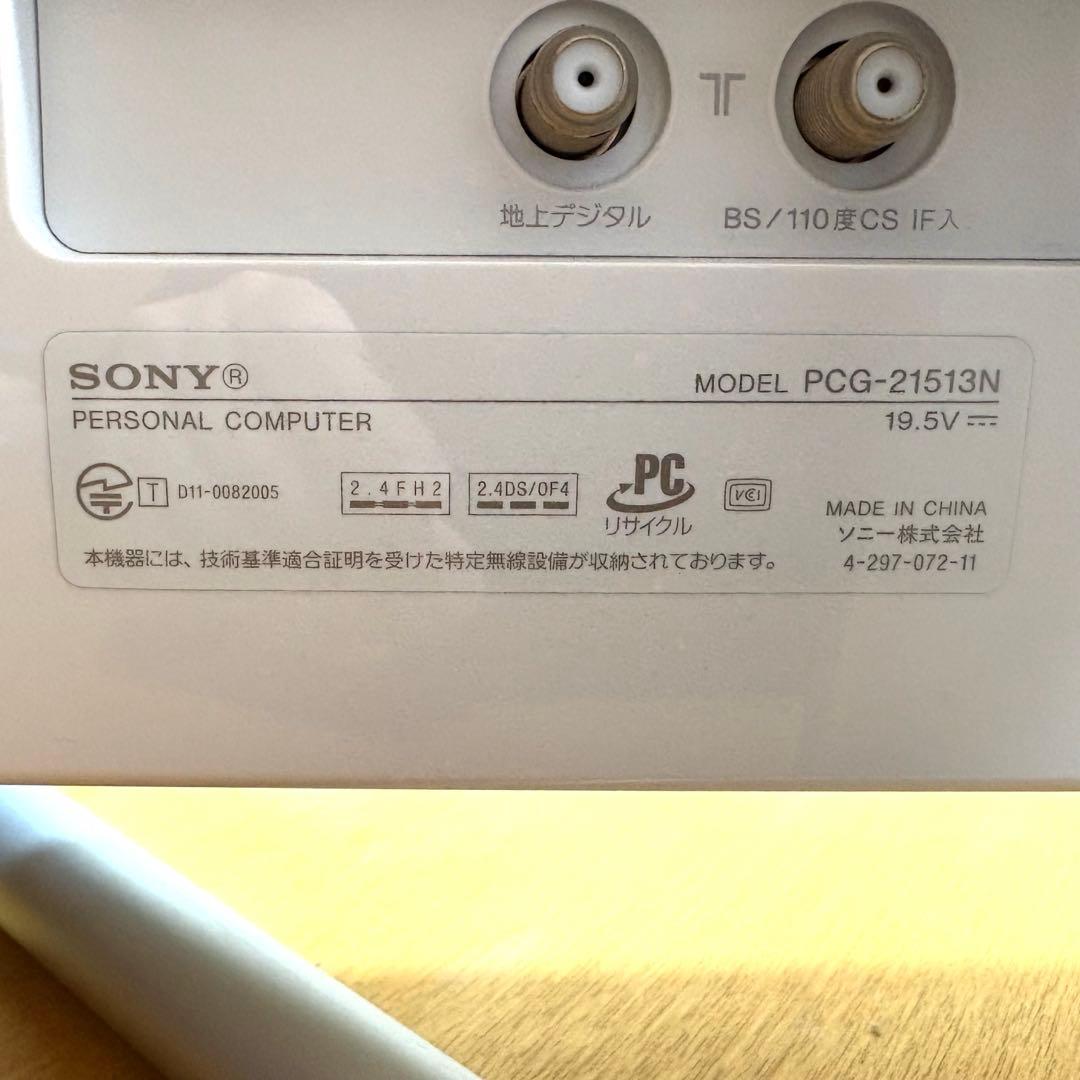 地上デジタル
BS/110度CS IF入
SONY®
MODEL PCG-21513N
PERSONAL COMPUTER
19.5V
T D11-0082005
2.4FH2
2.4DS/OF4
PC
リサイクル
VCI
MADE IN CHINA
ソニー株式会社
本機器には、技術基準適合証明を受けた特定無線設備が収納されております。
4-297-072-11